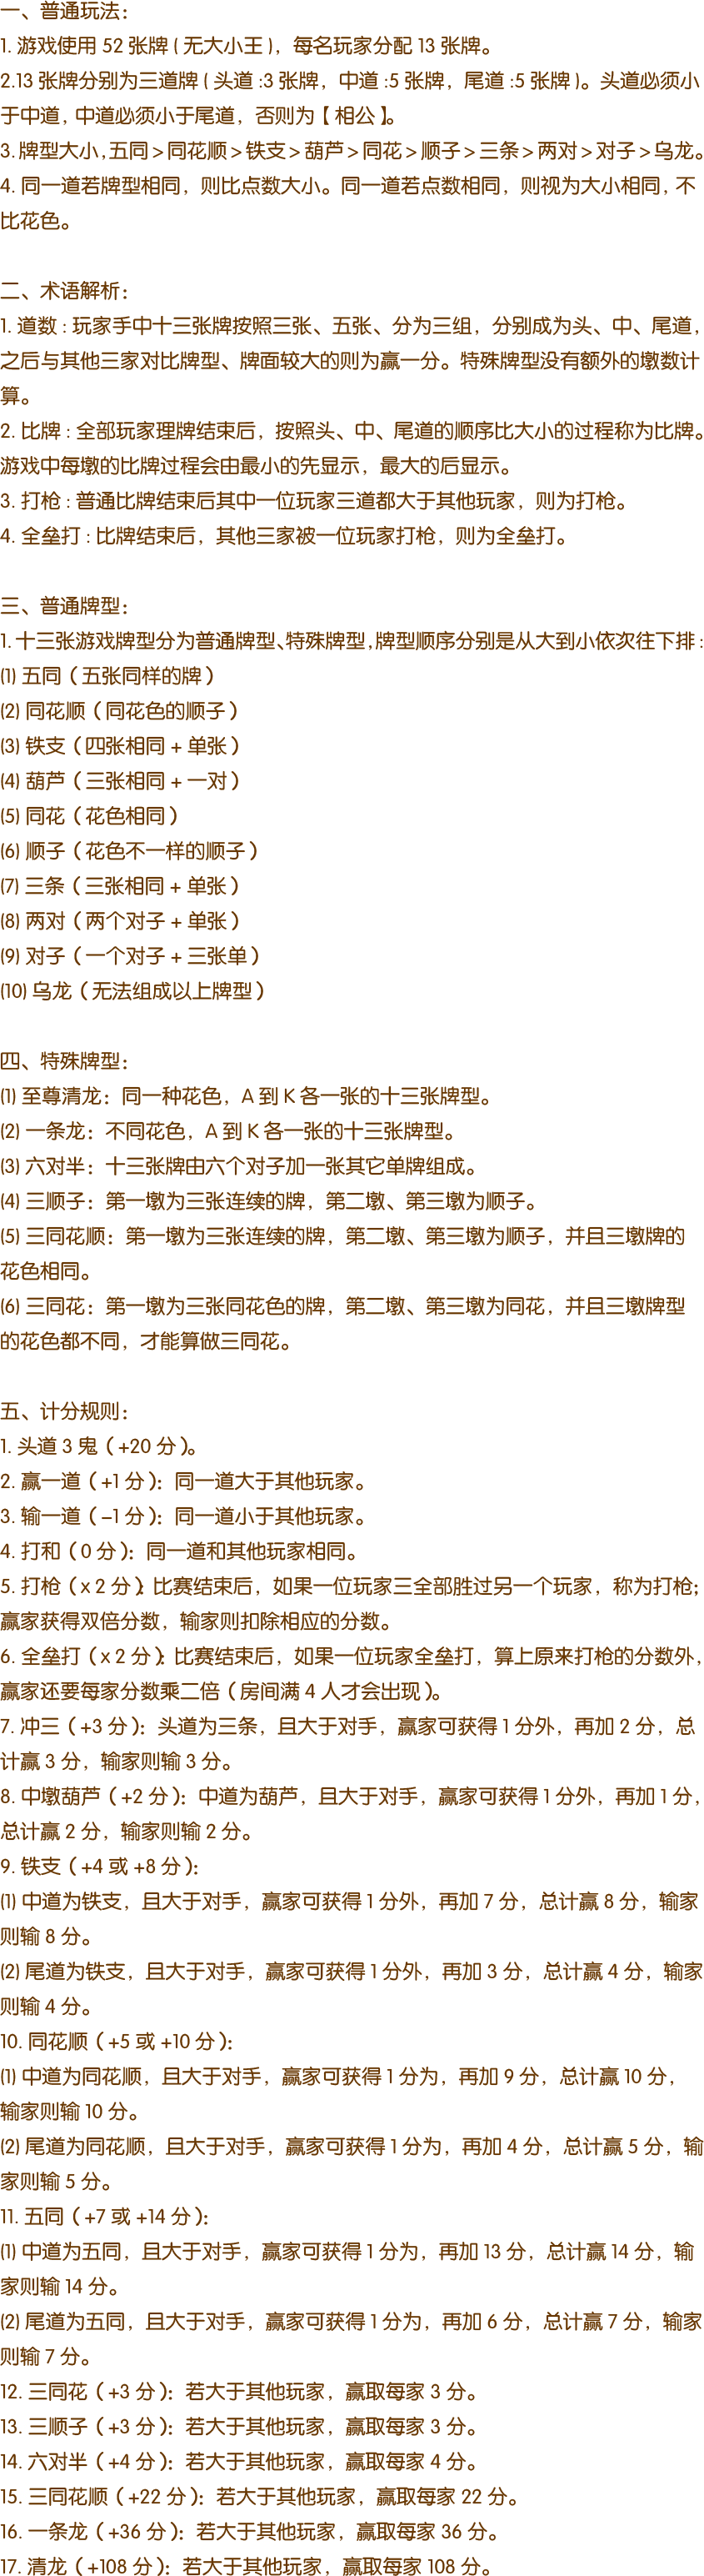 一、普通玩法：
1. 游戏使用 52 张牌 ( 无大小王 )，每名玩家分配 13 张牌。
2.13 张牌分别为三道牌 ( 头道 :3 张牌，中道 :5 张牌，尾道 :5 张牌 )。头道必须小
于中道，中道必须小于尾道，否则为【 相公 】。
3. 牌型大小，五同 > 同花顺 > 铁支 > 葫芦 > 同花 > 顺子 > 三条 > 两对 > 对子 > 乌龙。
4. 同一道若牌型相同，则比点数大小。同一道若点数相同，则视为大小相同，不
比花色。

二、术语解析：
1. 道数 : 玩家手中十三张牌按照三张、五张、分为三组，分别成为头、中、尾道，
之后与其他三家对比牌型、牌面较大的则为赢一分。特殊牌型没有额外的墩数计
算。
2. 比牌 : 全部玩家理牌结束后，按照头、中、尾道的顺序比大小的过程称为比牌。
游戏中每墩的比牌过程会由最小的先显示，最大的后显示。
3. 打枪 : 普通比牌结束后其中一位玩家三道都大于其他玩家，则为打枪。
4. 全垒打 : 比牌结束后，其他三家被一位玩家打枪，则为全垒打。

三、普通牌型：
1. 十三张游戏牌型分为普通牌型、特殊牌型，牌型顺序分别是从大到小依次往下排 :
(1) 五同（ 五张同样的牌 ）
(2) 同花顺（ 同花色的顺子 ）
(3) 铁支（ 四张相同 + 单张 ）
(4) 葫芦（ 三张相同 + 一对 ）
(5) 同花（ 花色相同 ）
(6) 顺子（ 花色不一样的顺子 ）
(7) 三条（ 三张相同 + 单张 ）
(8) 两对（ 两个对子 + 单张 ）
(9) 对子（ 一个对子 + 三张单 ）
(10) 乌龙（ 无法组成以上牌型 ）

四、特殊牌型：
(1) 至尊清龙：同一种花色，A 到 K 各一张的十三张牌型。
(2) 一条龙：不同花色，A 到 K 各一张的十三张牌型。
(3) 六对半：十三张牌由六个对子加一张其它单牌组成。
(4) 三顺子：第一墩为三张连续的牌，第二墩、第三墩为顺子。
(5) 三同花顺：第一墩为三张连续的牌，第二墩、第三墩为顺子，并且三墩牌的
花色相同。
(6) 三同花：第一墩为三张同花色的牌，第二墩、第三墩为同花，并且三墩牌型
的花色都不同，才能算做三同花。

五、计分规则：
1. 头道 3 鬼（ +20 分 ）。
2. 赢一道（ +1 分 ）：同一道大于其他玩家。
3. 输一道（ –1 分 ）：同一道小于其他玩家。
4. 打和（ 0 分 ）：同一道和其他玩家相同。
5. 打枪（ x 2 分 ）：比赛结束后，如果一位玩家三全部胜过另一个玩家，称为打枪；
赢家获得双倍分数，输家则扣除相应的分数。
6. 全垒打（ x 2 分 ）：比赛结束后，如果一位玩家全垒打，算上原来打枪的分数外，
赢家还要每家分数乘二倍（ 房间满 4 人才会出现 ）。
7. 冲三（ +3 分 ）：头道为三条，且大于对手，赢家可获得 1 分外，再加 2 分，总
计赢 3 分，输家则输 3 分。
8. 中墩葫芦（ +2 分 ）：中道为葫芦，且大于对手，赢家可获得 1 分外，再加 1 分，
总计赢 2 分，输家则输 2 分。
9. 铁支（ +4 或 +8 分 ）：
(1) 中道为铁支，且大于对手，赢家可获得 1 分外，再加 7 分，总计赢 8 分，输家
则输 8 分。
(2) 尾道为铁支，且大于对手，赢家可获得 1 分外，再加 3 分，总计赢 4 分，输家
则输 4 分。
10. 同花顺（ +5 或 +10 分 ）：
(1) 中道为同花顺，且大于对手，赢家可获得 1 分为，再加 9 分，总计赢 10 分，
输家则输 10 分。
(2) 尾道为同花顺，且大于对手，赢家可获得 1 分为，再加 4 分，总计赢 5 分，输
家则输 5 分。
11. 五同（ +7 或 +14 分 ）：
(1) 中道为五同，且大于对手，赢家可获得 1 分为，再加 13 分，总计赢 14 分，输
家则输 14 分。
(2) 尾道为五同，且大于对手，赢家可获得 1 分为，再加 6 分，总计赢 7 分，输家
则输 7 分。
12. 三同花（ +3 分 ）：若大于其他玩家，赢取每家 3 分。
13. 三顺子（ +3 分 ）：若大于其他玩家，赢取每家 3 分。
14. 六对半（ +4 分 ）：若大于其他玩家，赢取每家 4 分。
15. 三同花顺（ +22 分 ）：若大于其他玩家，赢取每家 22 分。
16. 一条龙（ +36 分 ）：若大于其他玩家，赢取每家 36 分。
17. 清龙（ +108 分 ）：若大于其他玩家，赢取每家 108 分。